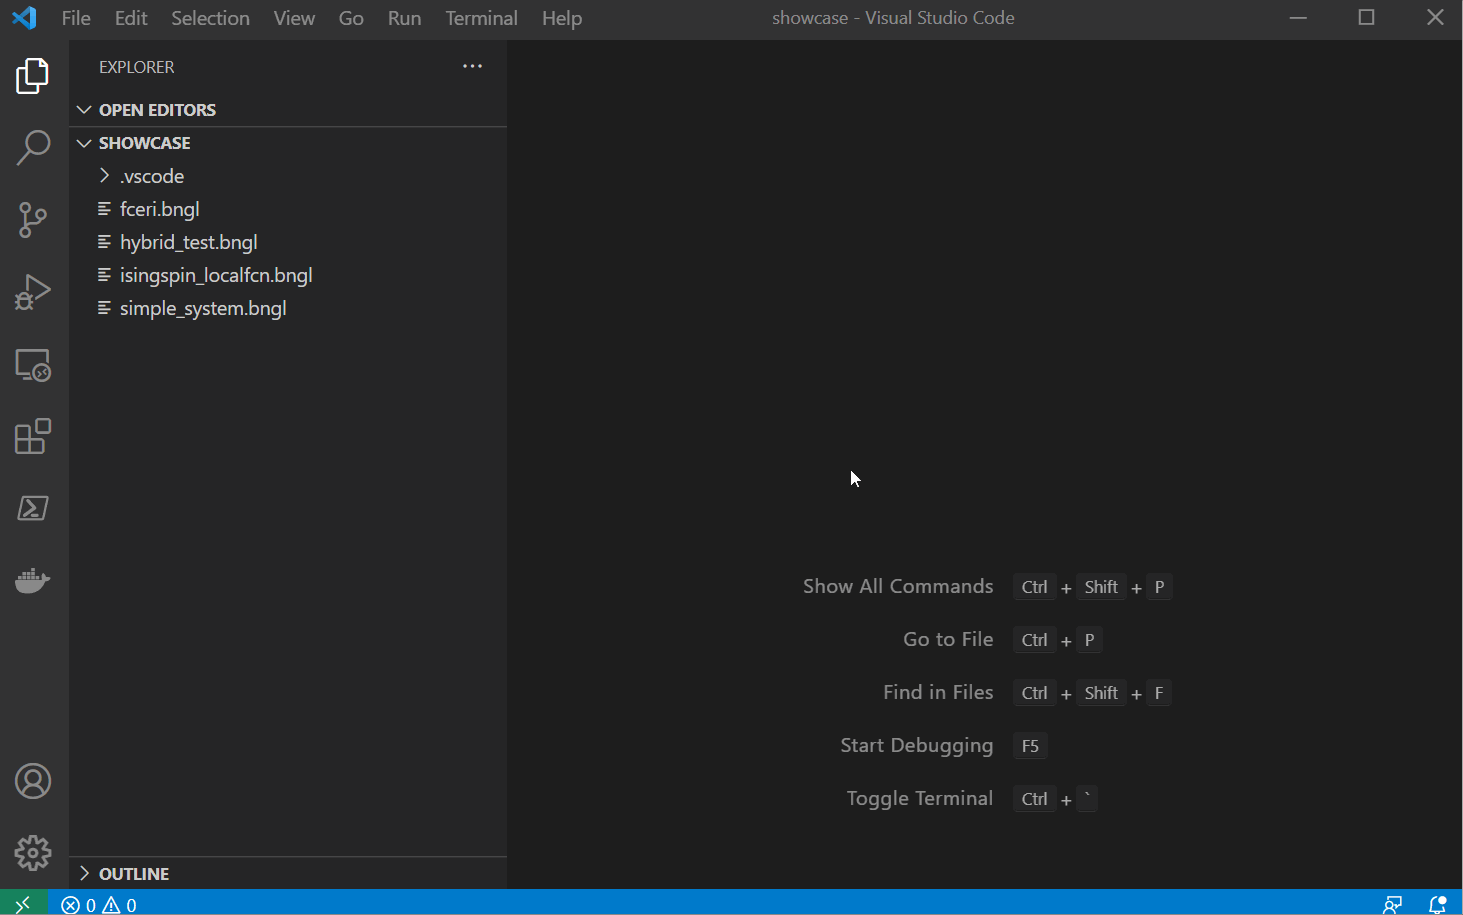 File Edit Selection View Go Run Terminal Help showcase - Visual Studio Code
EXPLORER
OPEN EDITORS
SHOWCASE
.vscode
fceri.bngl
hybrid_test.bngl
isingspin_localfcn.bngl
simple_system.bngl
Show All Commands Ctrl + Shift + P
Go to File Ctrl + P
Find in Files Ctrl + Shift + F
Start Debugging F5
Toggle Terminal Ctrl + `
OUTLINE
0 0